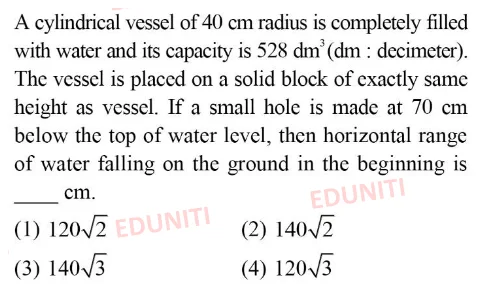 A cylindrical vessel of 40 cm radius is completely filled
with water and its capacity is 528 dm³ (dm : decimeter).
The vessel is placed on a solid block of exactly same
height as vessel. If a small hole is made at 70 cm
below the top of water level, then horizontal range
of water falling on the ground in the beginning is
____ cm.
(1) 120√2 EDUNITI (2) 140√2 EDUNITI
(3) 140√3 (4) 120√3